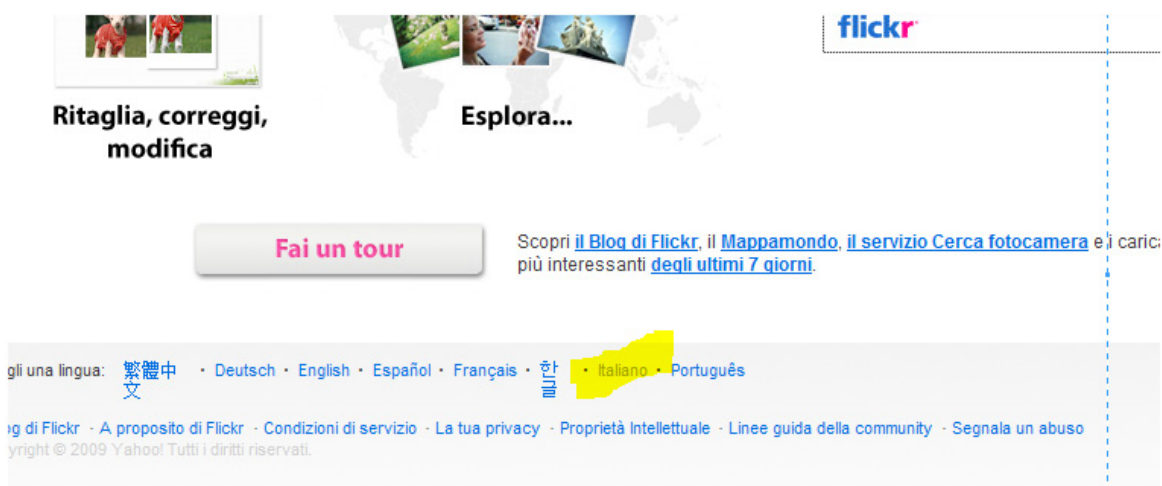 flickr
Ritaglia, correggi,
modifica
Esplora...
Fai un tour
Scopri il Blog di Flickr, il Mappamondo, il servizio Cerca fotocamera e i carica
più interessanti degli ultimi 7 giorni.
gli una lingua: 繁體中文 · Deutsch · English · Español · Français · 한글 · Italiano · Português
og di Flickr · A proposito di Flickr · Condizioni di servizio · La tua privacy · Proprietà Intellettuale · Linee guida della community · Segnala un abuso
yright © 2009 Yahoo! Tutti i diritti riservati.